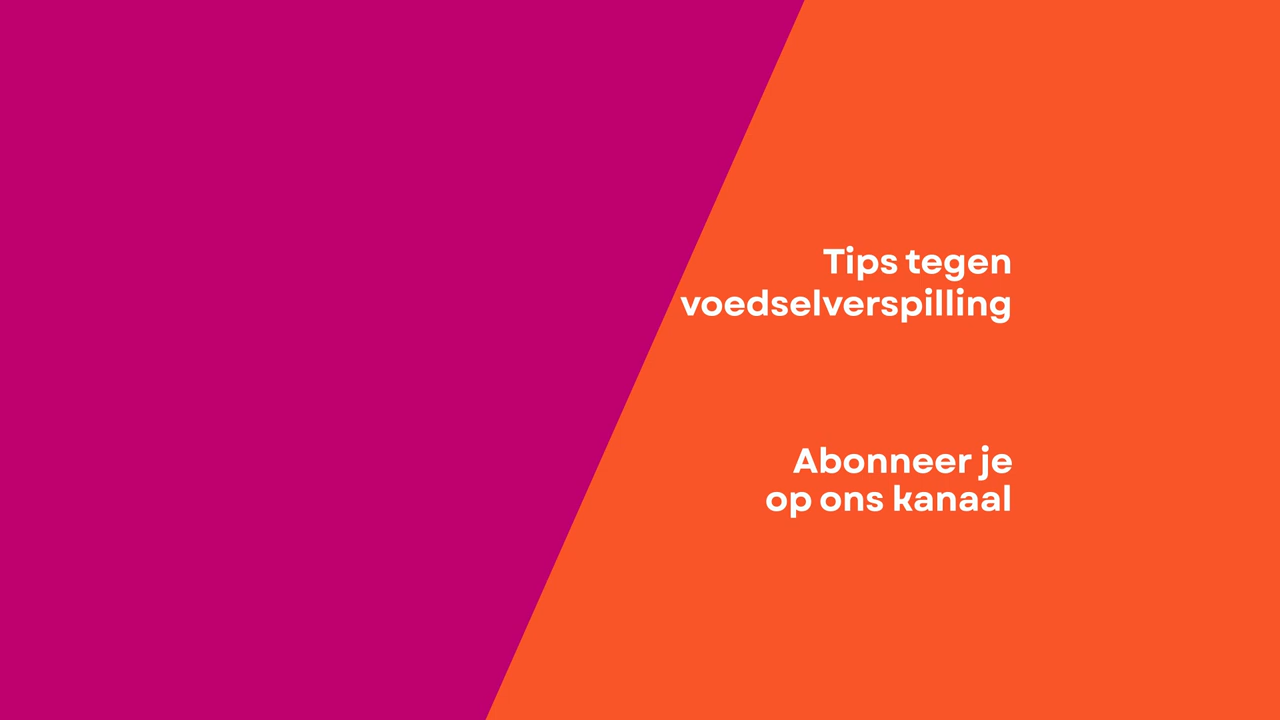 Tips tegen
voedselverspilling
Abonneer je
op ons kanaal